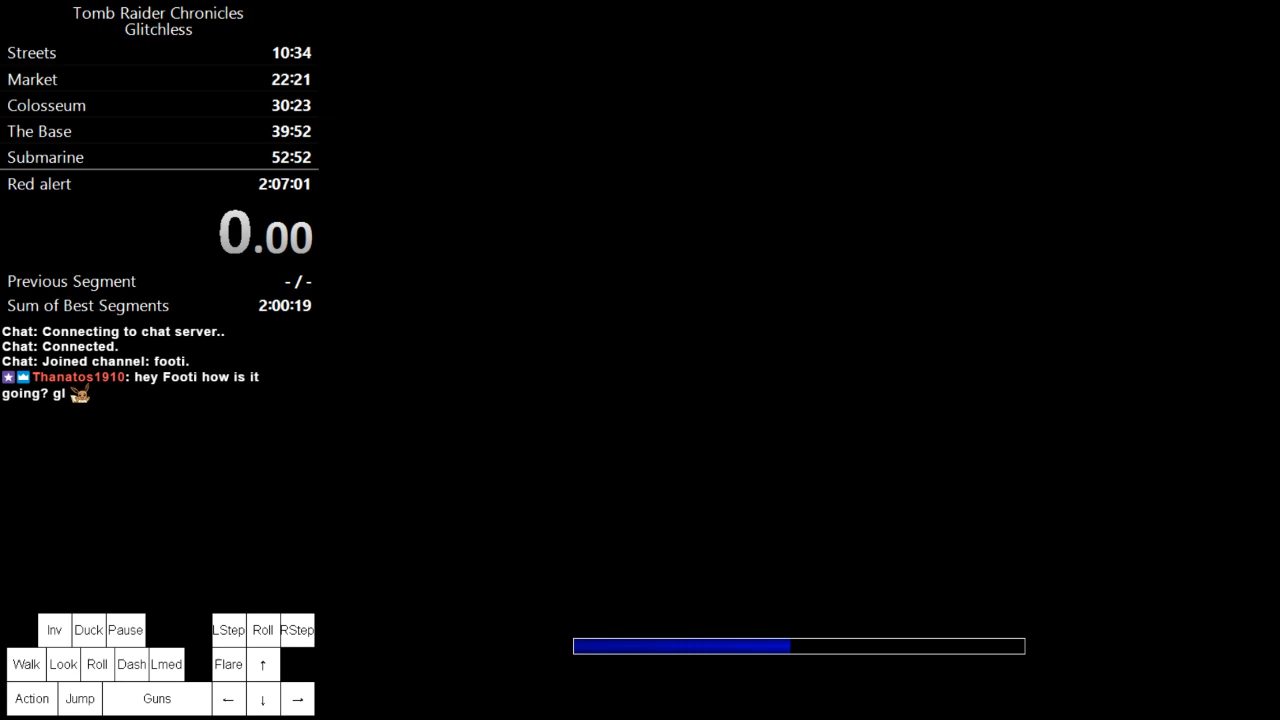 Tomb Raider Chronicles
Glitchless
Streets 10:34
Market 22:21
Colosseum 30:23
The Base 39:52
Submarine 52:52
Red alert 2:07:01
0.00
Previous Segment - / -
Sum of Best Segments 2:00:19
Chat: Connecting to chat server..
Chat: Connected.
Chat: Joined channel: footi.
Thanatos1910: hey Footi how is it
going? gl
Inv Duck Pause LStep Roll RStep
Walk Look Roll Dash Lmed Flare ↑
Action Jump Guns ← ↓ →